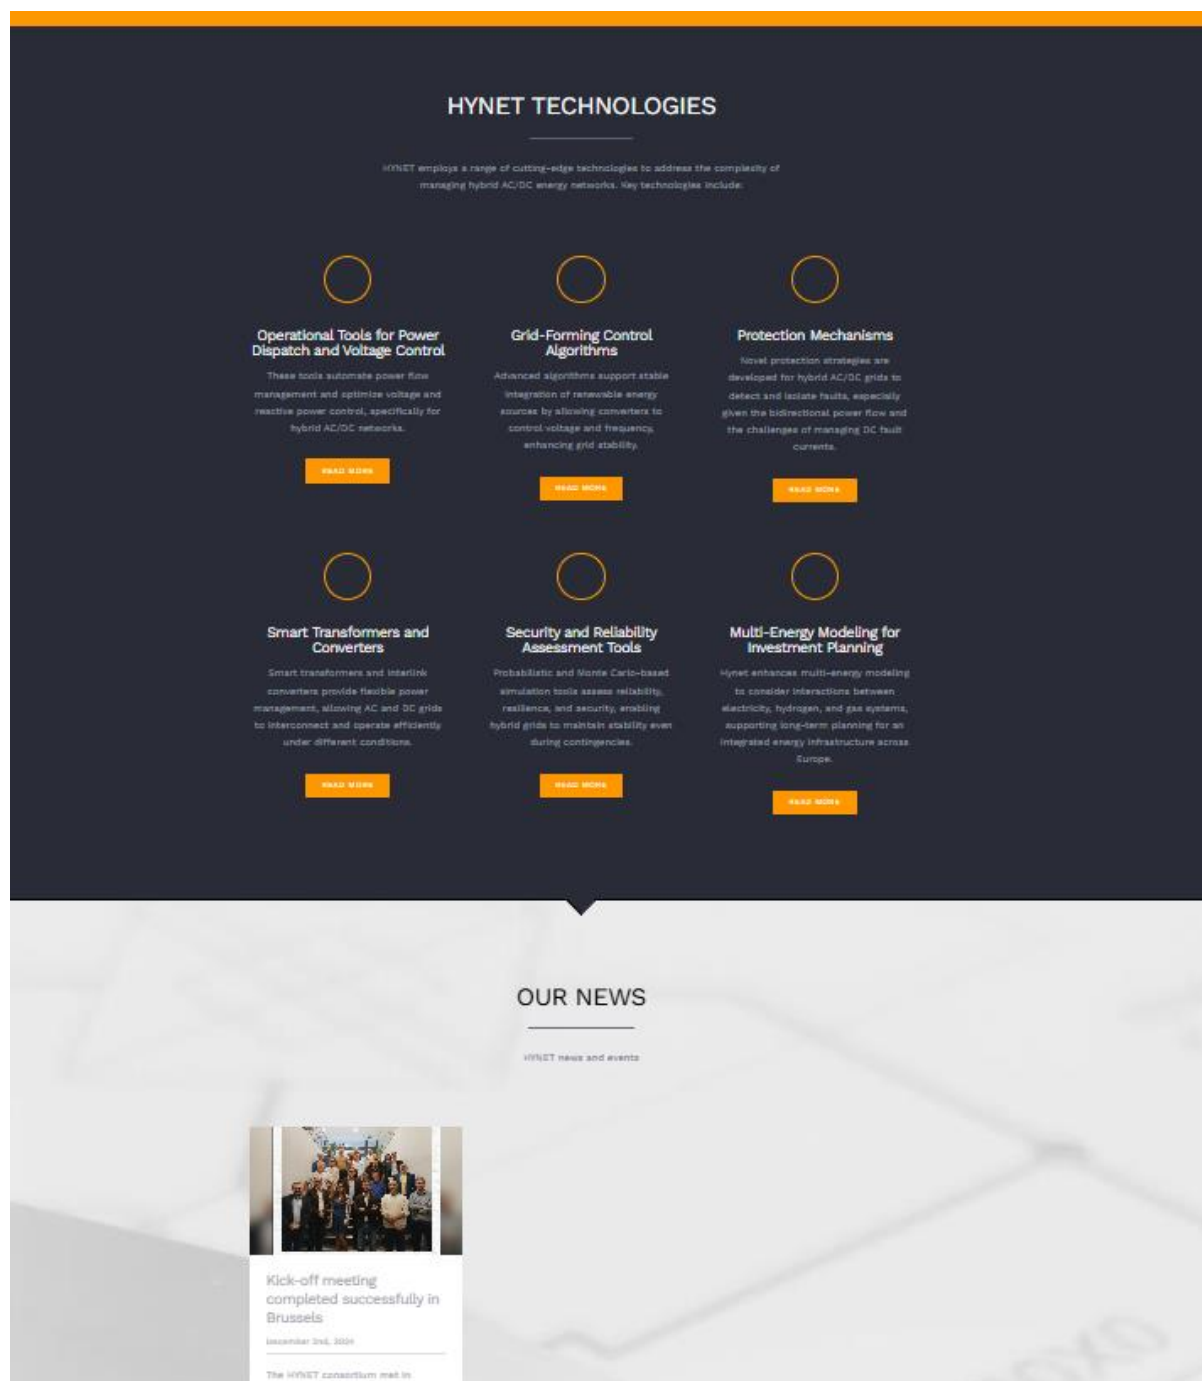 HYNET TECHNOLOGIES
HYNET employs a range of cutting-edge technologies to address the complexity of
managing hybrid AC/DC energy networks. Key technologies include:
Operational Tools for Power
Dispatch and Voltage Control
These tools automate power flow
management and optimize voltage and
reactive power control, specifically for
hybrid AC/DC networks.
READ MORE
Grid-Forming Control
Algorithms
Advanced algorithms support stable
integration of renewable energy
sources by allowing converters to
control voltage and frequency,
enhancing grid stability.
READ MORE
Protection Mechanisms
Novel protection strategies are
developed for hybrid AC/DC grids to
detect and isolate faults, especially
given the bidirectional power flow and
the challenges of managing DC fault
currents.
READ MORE
Smart Transformers and
Converters
Smart transformers and interlink
converters provide flexible power
management, allowing AC and DC grids
to interconnect and operate efficiently
under different conditions.
READ MORE
Security and Reliability
Assessment Tools
Probabilistic and Monte Carlo-based
simulation tools assess reliability,
resilience, and security, enabling
hybrid grids to maintain stability even
during contingencies.
READ MORE
Multi-Energy Modeling for
Investment Planning
Hynet enhances multi-energy modeling
to consider interactions between
electricity, hydrogen, and gas systems,
supporting long-term planning for an
integrated energy infrastructure across
Europe.
READ MORE
OUR NEWS
HYNET news and events
Kick-off meeting
completed successfully in
Brussels
December 2nd, 2024
The HYNET consortium met in